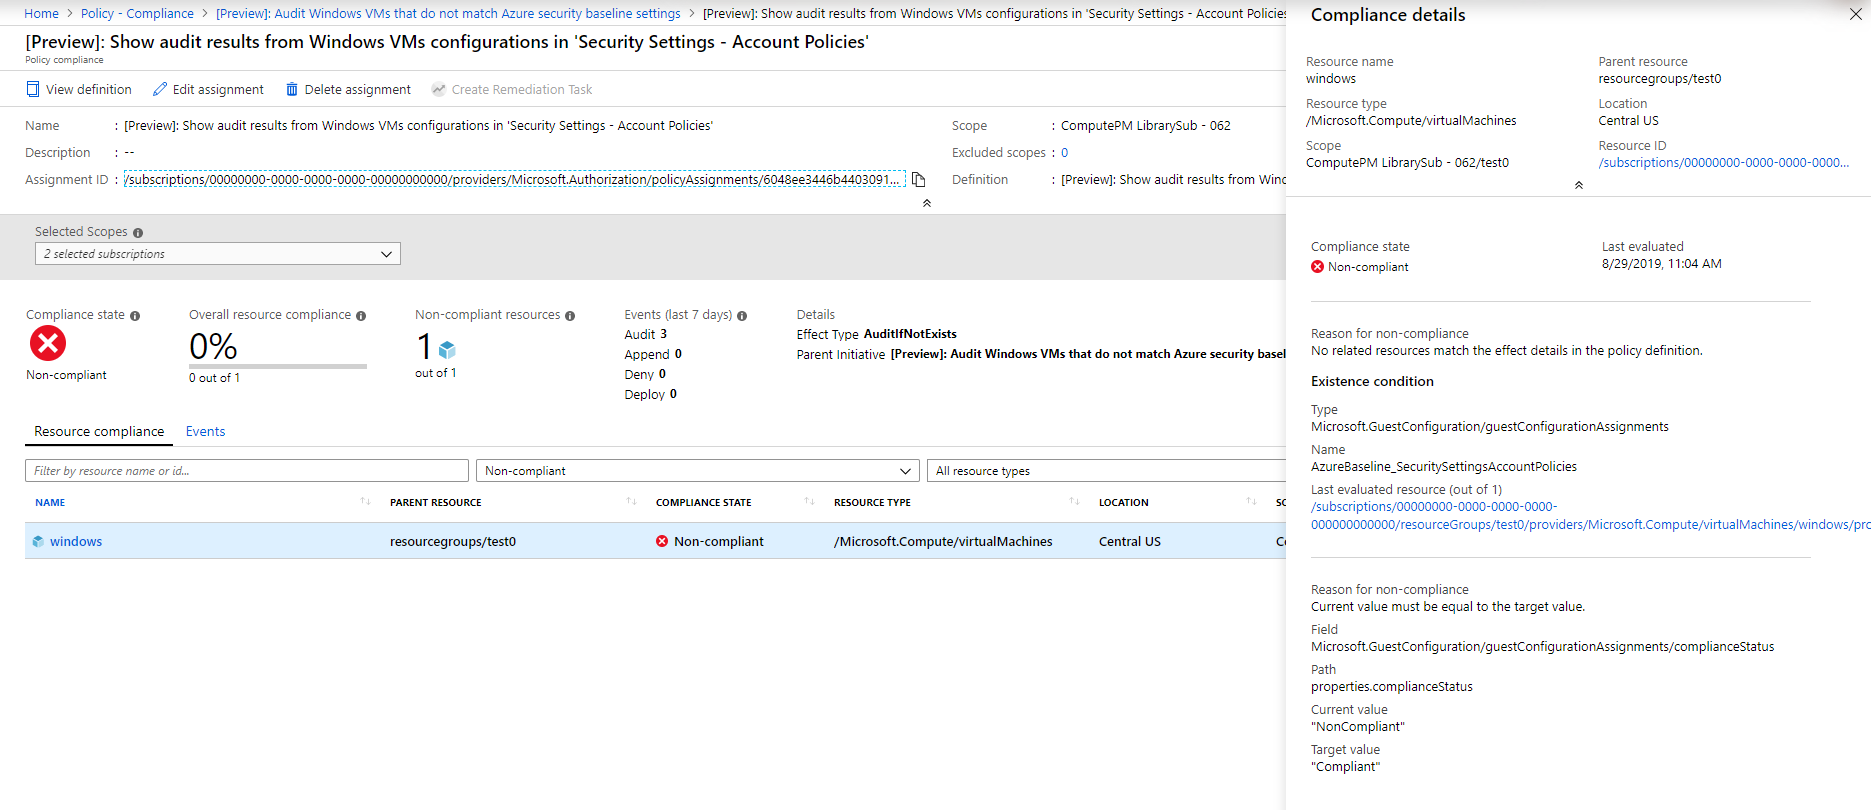 Home > Policy - Compliance > [Preview]: Audit Windows VMs that do not match Azure security baseline settings > [Preview]: Show audit results from Windows VMs configurations in 'Security Settings - Account Policies
[Preview]: Show audit results from Windows VMs configurations in 'Security Settings - Account Policies'
Policy compliance
View definition Edit assignment Delete assignment Create Remediation Task
Name : [Preview]: Show audit results from Windows VMs configurations in 'Security Settings - Account Policies'
Description : --
Assignment ID : /subscriptions/00000000-0000-0000-0000-00000000000/providers/Microsoft.Authorization/policyAssignments/6048ee3446b4403091...
Scope : ComputePM LibrarySub - 062
Excluded scopes : 0
Definition : [Preview]: Show audit results from Win
Selected Scopes
2 selected subscriptions
Compliance state
Non-compliant
Overall resource compliance
0%
0 out of 1
Non-compliant resources
1
out of 1
Events (last 7 days)
Audit 3
Append 0
Deny 0
Deploy 0
Details
Effect Type AuditIfNotExists
Parent Initiative [Preview]: Audit Windows VMs that do not match Azure security basel
Resource compliance Events
Filter by resource name or id...
Non-compliant
All resource types
NAME PARENT RESOURCE COMPLIANCE STATE RESOURCE TYPE LOCATION SC
windows resourcegroups/test0 Non-compliant /Microsoft.Compute/virtualMachines Central US Co
Compliance details
Resource name
windows
Parent resource
resourcegroups/test0
Resource type
/Microsoft.Compute/virtualMachines
Location
Central US
Scope
ComputePM LibrarySub - 062/test0
Resource ID
/subscriptions/00000000-0000-0000-0000...
Compliance state
Non-compliant
Last evaluated
8/29/2019, 11:04 AM
Reason for non-compliance
No related resources match the effect details in the policy definition.
Existence condition
Type
Microsoft.GuestConfiguration/guestConfigurationAssignments
Name
AzureBaseline_SecuritySettingsAccountPolicies
Last evaluated resource (out of 1)
/subscriptions/00000000-0000-0000-0000-
000000000000/resourceGroups/test0/providers/Microsoft.Compute/virtualMachines/windows/pro
Reason for non-compliance
Current value must be equal to the target value.
Field
Microsoft.GuestConfiguration/guestConfigurationAssignments/complianceStatus
Path
properties.complianceStatus
Current value
"NonCompliant"
Target value
"Compliant"